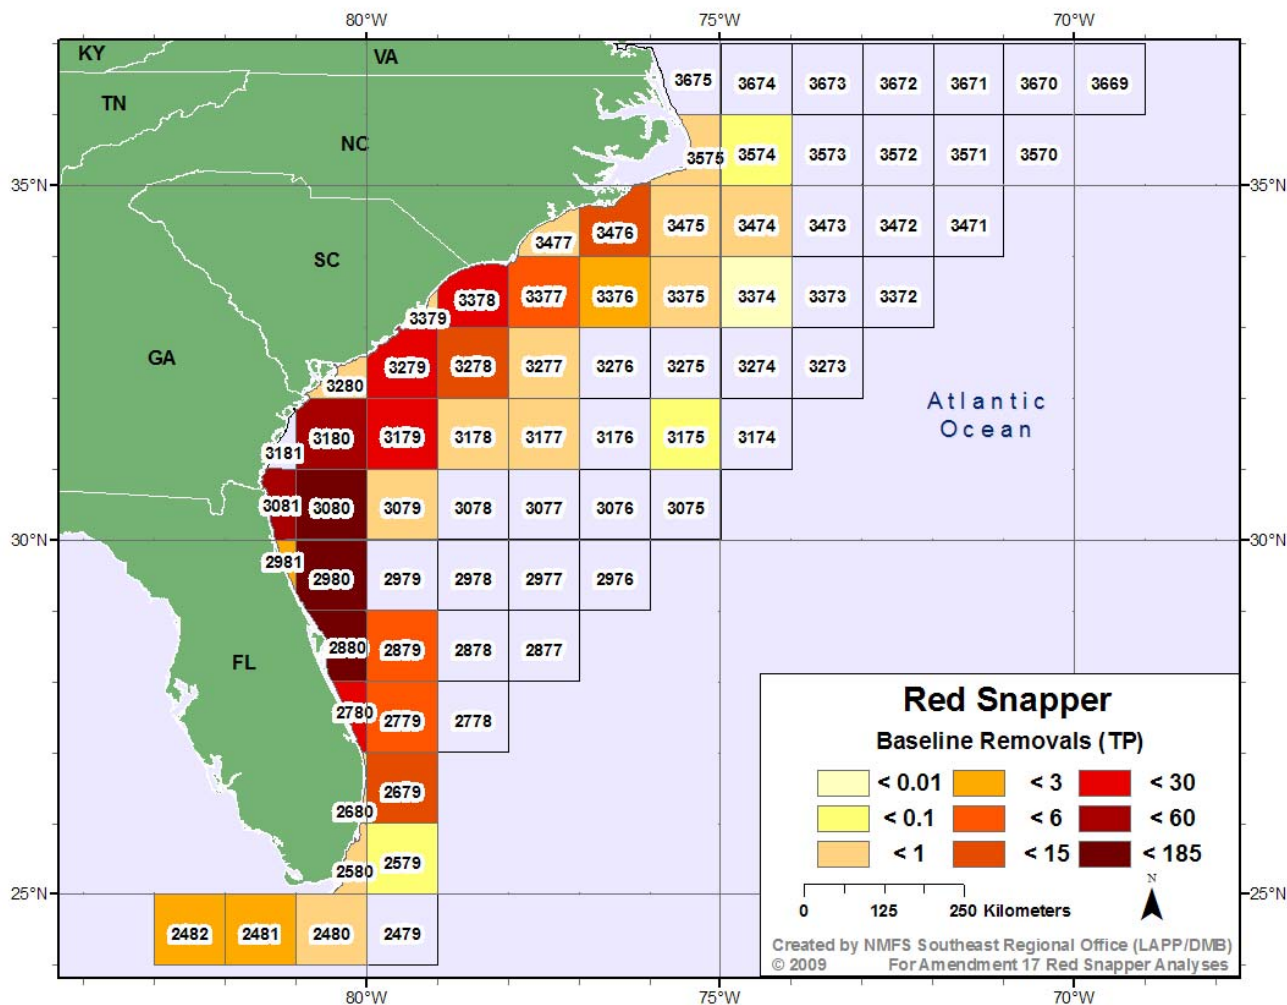 80°W 75°W 70°W
KY VA
3675 3674 3673 3672 3671 3670 3669
TN
NC
3575 3574 3573 3572 3571 3570
35°N 35°N
3477 3476 3475 3474 3473 3472 3471
SC
3379 3378 3377 3376 3375 3374 3373 3372
GA
3280 3279 3278 3277 3276 3275 3274 3273
Atlantic
Ocean
3181 3180 3179 3178 3177 3176 3175 3174
3081 3080 3079 3078 3077 3076 3075
30°N 30°N
2981 2980 2979 2978 2977 2976
FL
2880 2879 2878 2877
2780 2779 2778
2680 2679
2580 2579
25°N 25°N
2482 2481 2480 2479
Red Snapper
Baseline Removals (TP)
< 0.01 < 3 < 30
< 0.1 < 6 < 60
< 1 < 15 < 185
N
0 125 250 Kilometers
Created by NMFS Southeast Regional Office (LAPP/DMB)
© 2009 For Amendment 17 Red Snapper Analyses
80°W 75°W 70°W